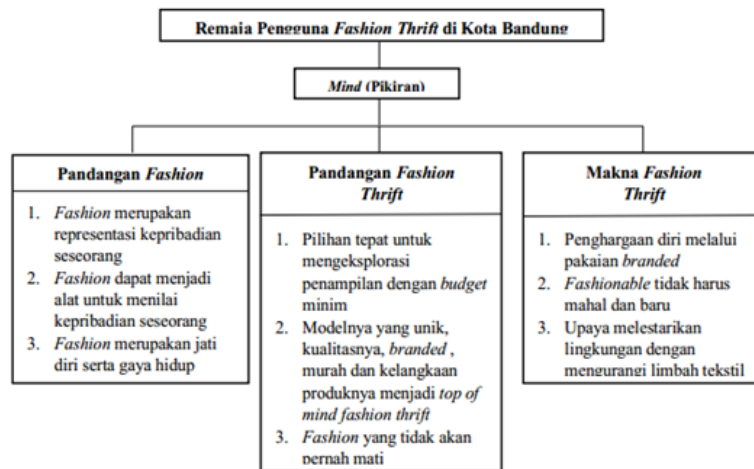 Remaja Pengguna Fashion Thrift di Kota Bandung
Mind (Pikiran)
Pandangan Fashion
1. Fashion merupakan
representasi kepribadian
seseorang
2. Fashion dapat menjadi
alat untuk menilai
kepribadian seseorang
3. Fashion merupakan jati
diri serta gaya hidup
Pandangan Fashion
Thrift
1. Pilihan tepat untuk
mengeksplorasi
penampilan dengan budget
minim
2. Modelnya yang unik,
kualitasnya, branded ,
murah dan kelangkaan
produknya menjadi top of
mind fashion thrift
3. Fashion yang tidak akan
pernah mati
Makna Fashion
Thrift
1. Penghargaan diri melalui
pakaian branded
2. Fashionable tidak harus
mahal dan baru
3. Upaya melestarikan
lingkungan dengan
mengurangi limbah tekstil